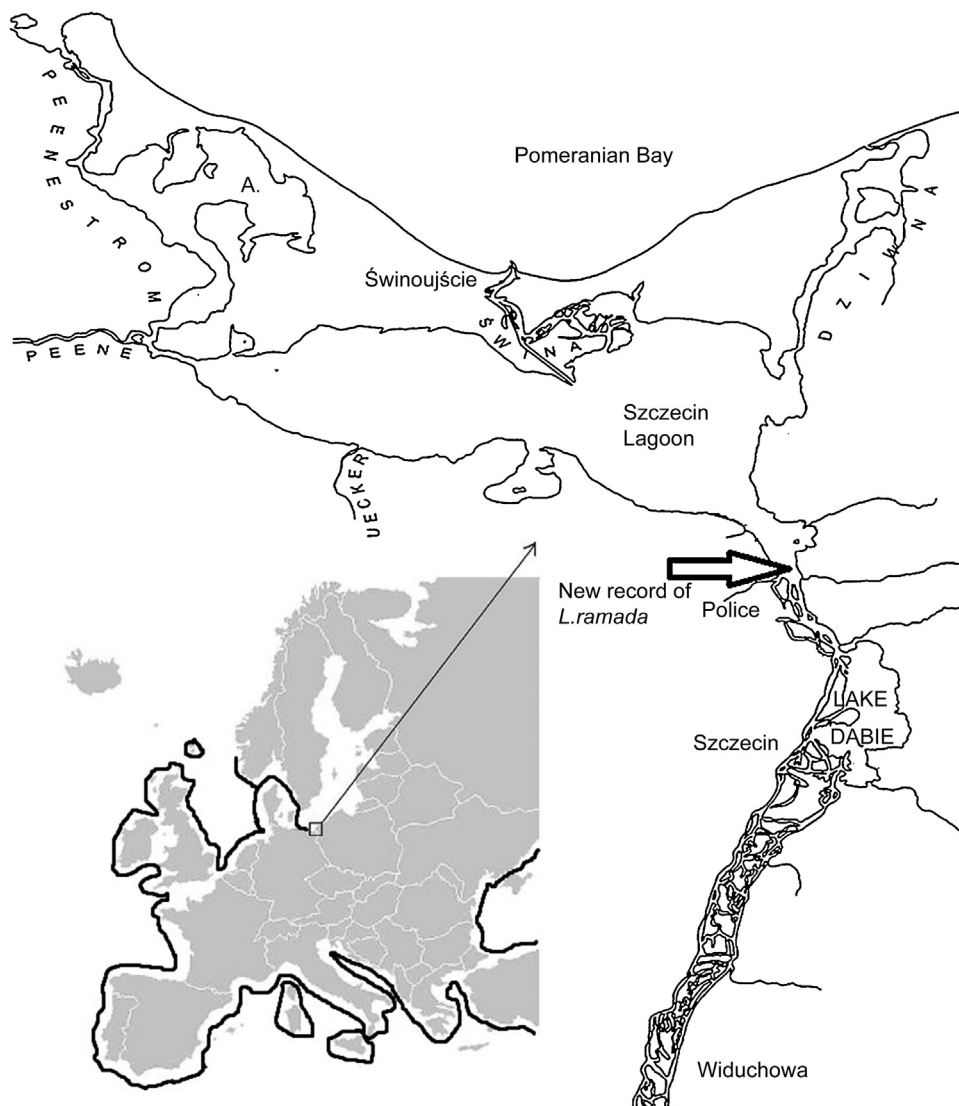 PEENESTROM
A.
Pomeranian Bay
DZIWNA
Świnoujście
ŚWINA
PEENE
Szczecin
Lagoon
UECKER
B
New record of
L.ramada
Police
LAKE
DABIE
Szczecin
Widuchowa